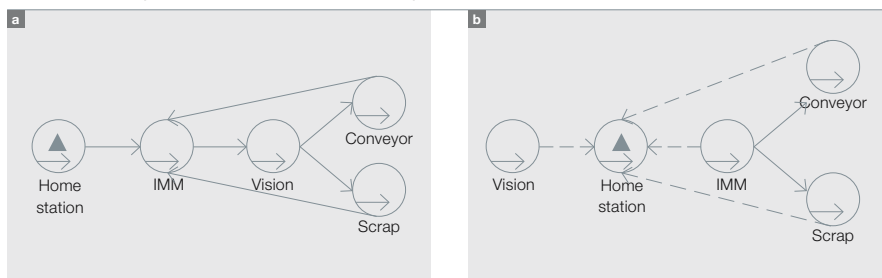 a
Home
station
IMM
Vision
Conveyor
Scrap
b
Vision
Home
station
IMM
Conveyor
Scrap